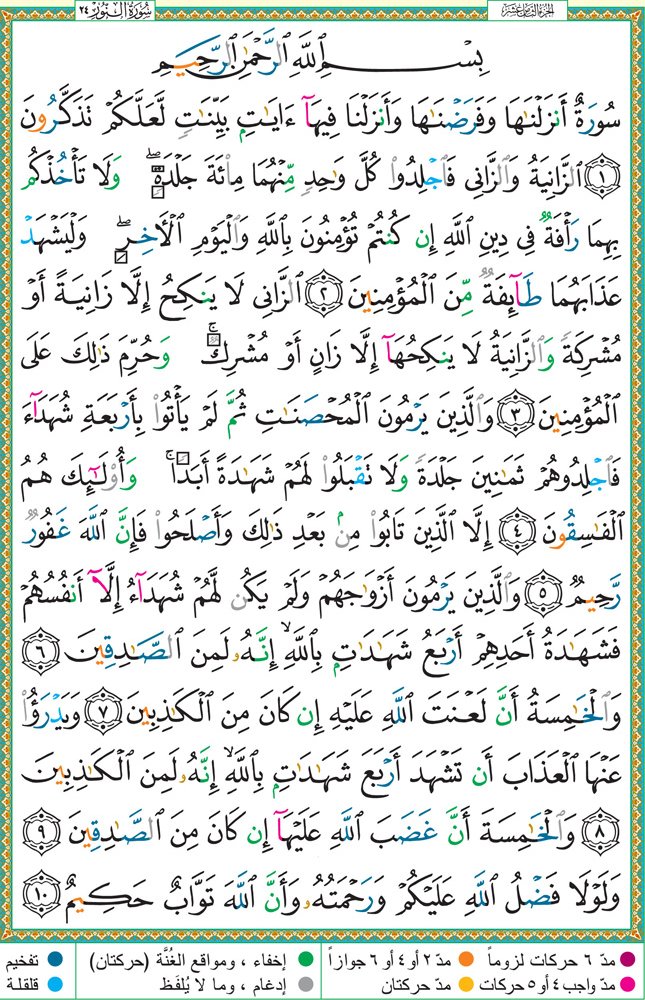 الجزء الثامن عشر
سُورَةُ النُّور ٢٤
بِسْمِ ٱللَّهِ ٱلرَّحْمَٰنِ ٱلرَّحِيمِ
سُورَةٌ أَنزَلْنَٰهَا وَفَرَضْنَٰهَا وَأَنزَلْنَا فِيهَآ ءَايَٰتٍۭ بَيِّنَٰتٍ لَّعَلَّكُمْ تَذَكَّرُونَ
١ ٱلزَّانِيَةُ وَٱلزَّانِى فَٱجْلِدُوا۟ كُلَّ وَٰحِدٍ مِّنْهُمَا مِا۟ئَةَ جَلْدَةٍ ۖ وَلَا تَأْخُذْكُم
بِهِمَا رَأْفَةٌ فِى دِينِ ٱللَّهِ إِن كُنتُمْ تُؤْمِنُونَ بِٱللَّهِ وَٱلْيَوْمِ ٱلْءَاخِرِ ۖ وَلْيَشْهَدْ
عَذَابَهُمَا طَآئِفَةٌ مِّنَ ٱلْمُؤْمِنِينَ ٢ ٱلزَّانِى لَا يَنكِحُ إِلَّا زَانِيَةً أَوْ
مُشْرِكَةً وَٱلزَّانِيَةُ لَا يَنكِحُهَآ إِلَّا زَانٍ أَوْ مُشْرِكٌ ۚ وَحُرِّمَ ذَٰلِكَ عَلَى
ٱلْمُؤْمِنِينَ ٣ وَٱلَّذِينَ يَرْمُونَ ٱلْمُحْصَنَٰتِ ثُمَّ لَمْ يَأْتُوا۟ بِأَرْبَعَةِ شُهَدَآءَ
فَٱجْلِدُوهُمْ ثَمَٰنِينَ جَلْدَةً وَلَا تَقْبَلُوا۟ لَهُمْ شَهَٰدَةً أَبَدًا ۚ وَأُو۟لَٰٓئِكَ هُمُ
ٱلْفَٰسِقُونَ ٤ إِلَّا ٱلَّذِينَ تَابُوا۟ مِنۢ بَعْدِ ذَٰلِكَ وَأَصْلَحُوا۟ فَإِنَّ ٱللَّهَ غَفُورٌ
رَّحِيمٌ ٥ وَٱلَّذِينَ يَرْمُونَ أَزْوَٰجَهُمْ وَلَمْ يَكُن لَّهُمْ شُهَدَآءُ إِلَّآ أَنفُسُهُمْ
فَشَهَٰدَةُ أَحَدِهِمْ أَرْبَعُ شَهَٰدَٰتٍۭ بِٱللَّهِ ۙ إِنَّهُۥ لَمِنَ ٱلصَّٰدِقِينَ ٦
وَٱلْخَٰمِسَةُ أَنَّ لَعْنَتَ ٱللَّهِ عَلَيْهِ إِن كَانَ مِنَ ٱلْكَٰذِبِينَ ٧ وَيَدْرَؤُا۟
عَنْهَا ٱلْعَذَابَ أَن تَشْهَدَ أَرْبَعَ شَهَٰدَٰتٍۭ بِٱللَّهِ ۙ إِنَّهُۥ لَمِنَ ٱلْكَٰذِبِينَ
٨ وَٱلْخَٰمِسَةَ أَنَّ غَضَبَ ٱللَّهِ عَلَيْهَآ إِن كَانَ مِنَ ٱلصَّٰدِقِينَ ٩
وَلَوْلَا فَضْلُ ٱللَّهِ عَلَيْكُمْ وَرَحْمَتُهُۥ وَأَنَّ ٱللَّهَ تَوَّابٌ حَكِيمٌ ١٠
مدّ ٦ حركات لزوماً مدّ ٢ أو ٤ أو ٦ جوازاً إخفاء ، ومواقع الغُنَّة (حركتان) تفخيم
مدّ واجب ٤ أو ٥ حركات مدّ حركتان إدغام ، وما لا يُلفَظ قلقلة